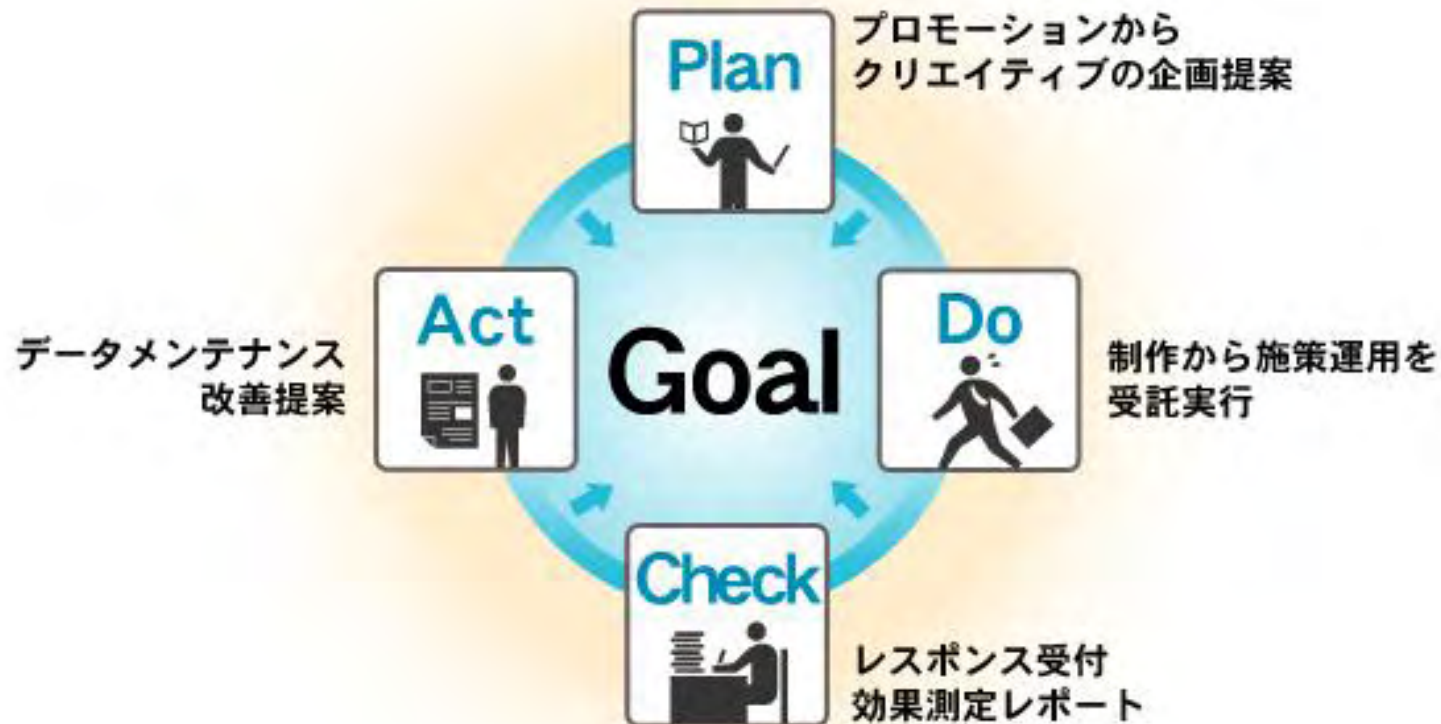 Plan
プロモーションから
クリエイティブの企画提案
Act
データメンテナンス
改善提案
Goal
Do
制作から施策運用を
受託実行
Check
レスポンス受付
効果測定レポート